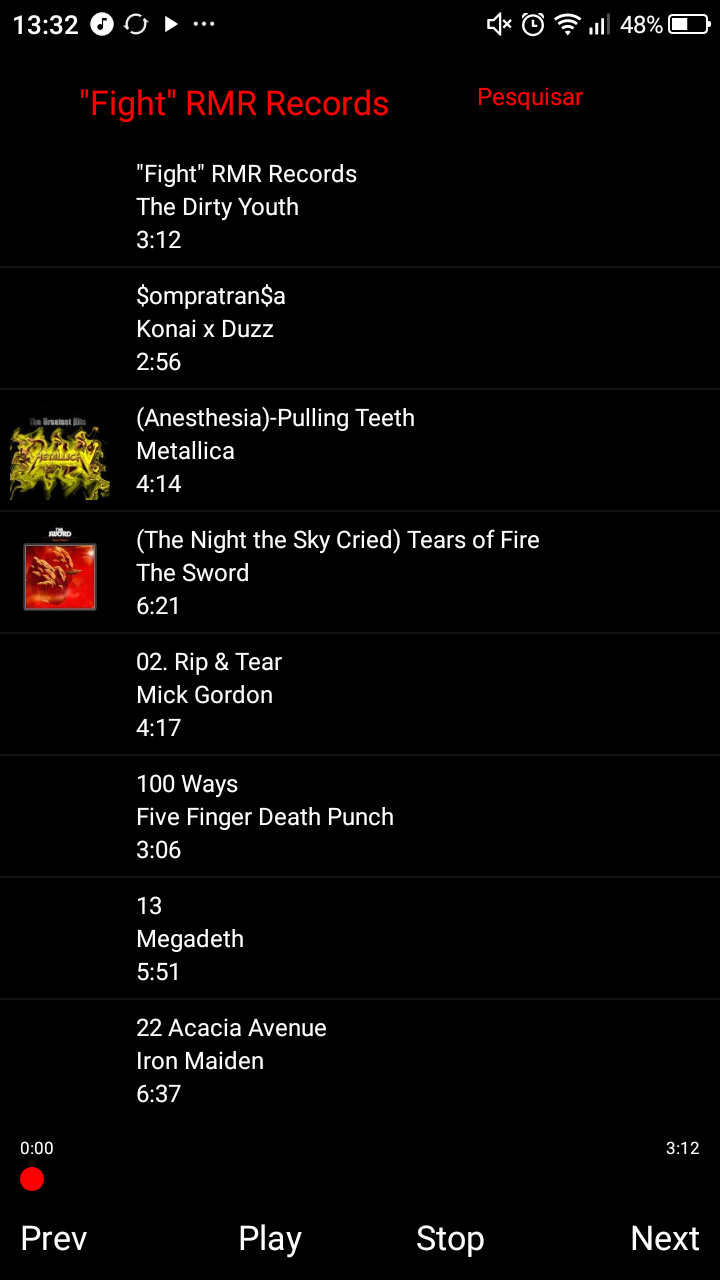 13:32
48%
"Fight" RMR Records
Pesquisar
"Fight" RMR Records
The Dirty Youth
3:12
$ompratran$a
Konai x Duzz
2:56
The Greatest Hits
METALLICA
(Anesthesia)-Pulling Teeth
Metallica
4:14
THE
SWORD
(The Night the Sky Cried) Tears of Fire
The Sword
6:21
02. Rip & Tear
Mick Gordon
4:17
100 Ways
Five Finger Death Punch
3:06
13
Megadeth
5:51
22 Acacia Avenue
Iron Maiden
6:37
0:00
3:12
Prev
Play
Stop
Next